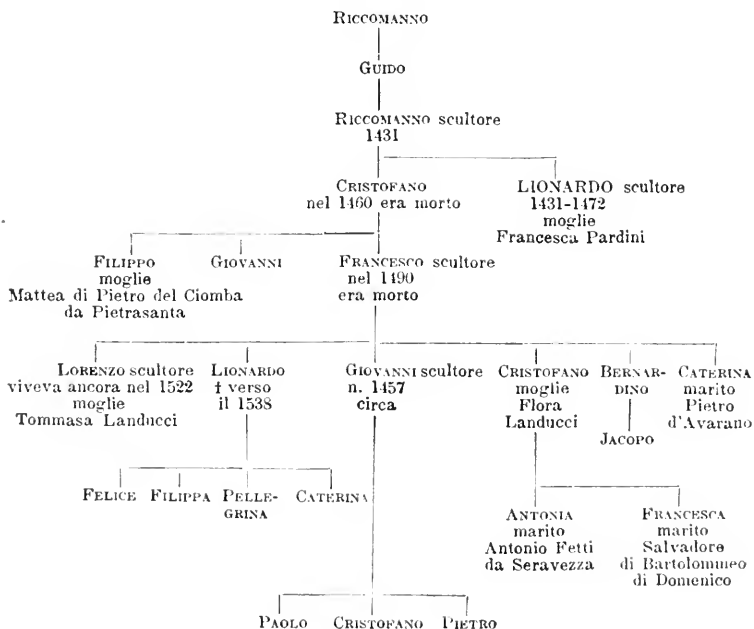 RICCOMANNO
GUIDO
RICCOMANNO scultore
1431
CRISTOFANO
nel 1460 era morto
LIONARDO scultore
1431-1472
moglie
Francesca Pardini
FILIPPO
moglie
Mattea di Pietro del Ciomba
da Pietrasanta
GIOVANNI
FRANCESCO scultore
nel 1490
era morto
LORENZO scultore
viveva ancora nel 1522
moglie
Tommasa Landucci
LIONARDO
† verso
il 1538
GIOVANNI scultore
n. 1457
circa
CRISTOFANO
moglie
Flora
Landucci
BERNAR-
DINO
JACOPO
CATERINA
marito
Pietro
d'Avarano
FELICE
FILIPPA
PELLE-
GRINA
CATERINA
ANTONIA
marito
Antonio Fetti
da Seravezza
FRANCESCA
marito
Salvadore
di Bartolommeo
di Domenico
PAOLO
CRISTOFANO
PIETRO